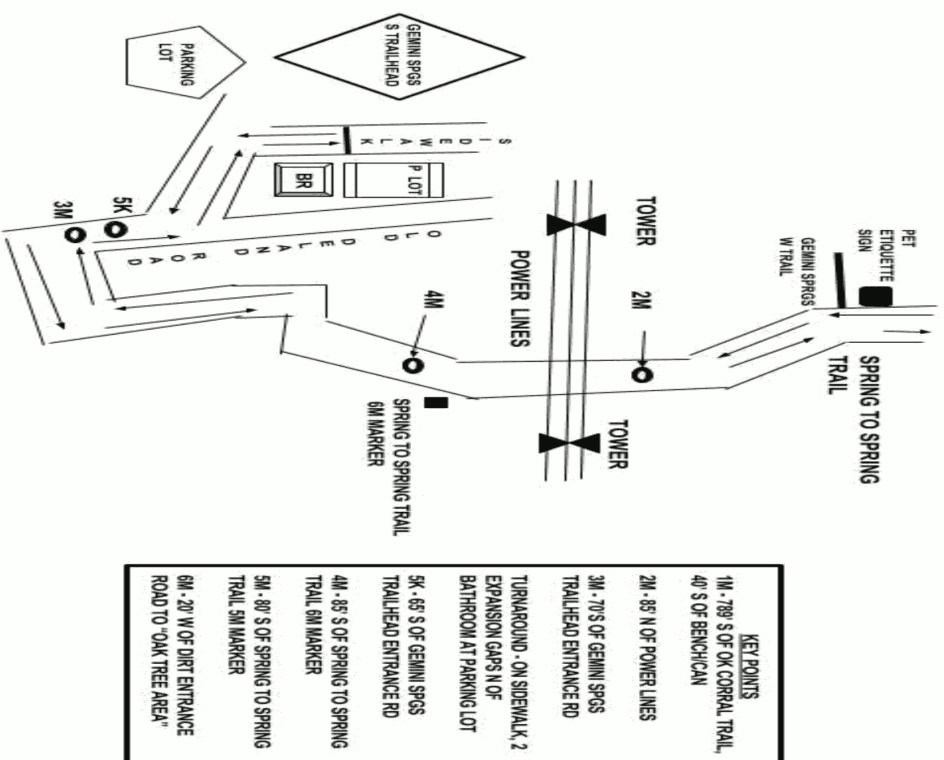 GEMINI SPGS
S TRAILHEAD
PARKING
LOT
SIDEWALK
P LOT
BR
5K
3M
OLD DELAND ROAD
TOWER
POWER LINES
2M
4M
PET
ETIQUETTE
SIGN
GEMINI SPRGS
W TRAIL
SPRING TO SPRING
TRAIL
TOWER
SPRING TO SPRING TRAIL
6M MARKER
KEY POINTS
1M - 789' S OF OK CORRAL TRAIL,
40' S OF BENCH/CAN
2M - 85' N OF POWER LINES
3M - 70'S OF GEMINI SPGS
TRAILHEAD ENTRANCE RD
TURNAROUND - ON SIDEWALK, 2
EXPANSION GAPS N OF
BATHROOM AT PARKING LOT
5K - 65' S OF GEMINI SPGS
TRAILHEAD ENTRANCE RD
4M - 85' S OF SPRING TO SPRING
TRAIL 6M MARKER
5M - 80' S OF SPRING TO SPRING
TRAIL 5M MARKER
6M - 20' W OF DIRT ENTRANCE
ROAD TO "OAK TREE AREA"